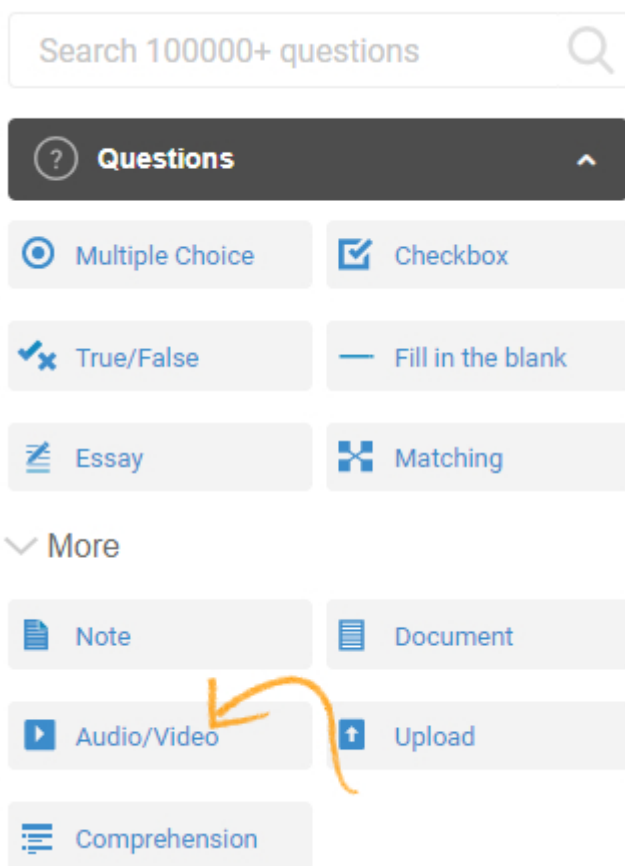 Search 100000+ questions
? Questions
Multiple Choice
Checkbox
True/False
Fill in the blank
Essay
Matching
More
Note
Document
Audio/Video
Upload
Comprehension